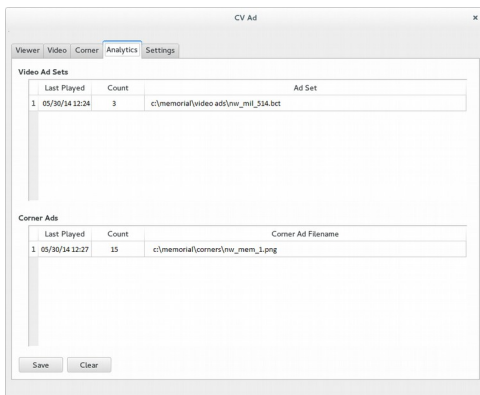 CV Ad
Viewer Video Corner Analytics Settings
Video Ad Sets
Last Played Count Ad Set
1 05/30/14 12:24 3 c:\memorial\video ads\nw_mil_514.bct
Corner Ads
Last Played Count Corner Ad Filename
1 05/30/14 12:27 15 c:\memorial\corners\nw_mem_1.png
Save Clear